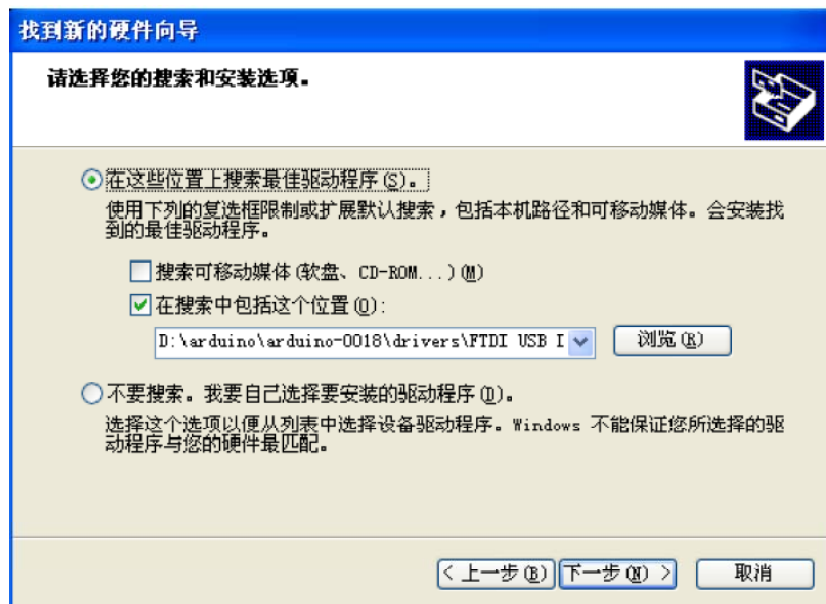 找到新的硬件向导
请选择您的搜索和安装选项。
在这些位置上搜索最佳驱动程序(S)。
使用下列的复选框限制或扩展默认搜索，包括本机路径和可移动媒体。会安装找
到的最佳驱动程序。
搜索可移动媒体(软盘、CD-ROM...)(M)
在搜索中包括这个位置(O):
D:\arduino\arduino-0018\drivers\FTDI USB I
浏览(R)
不要搜索。我要自己选择要安装的驱动程序(D)。
选择这个选项以便从列表中选择设备驱动程序。Windows 不能保证您所选择的驱
动程序与您的硬件最匹配。
< 上一步(B) 下一步(N) > 取消